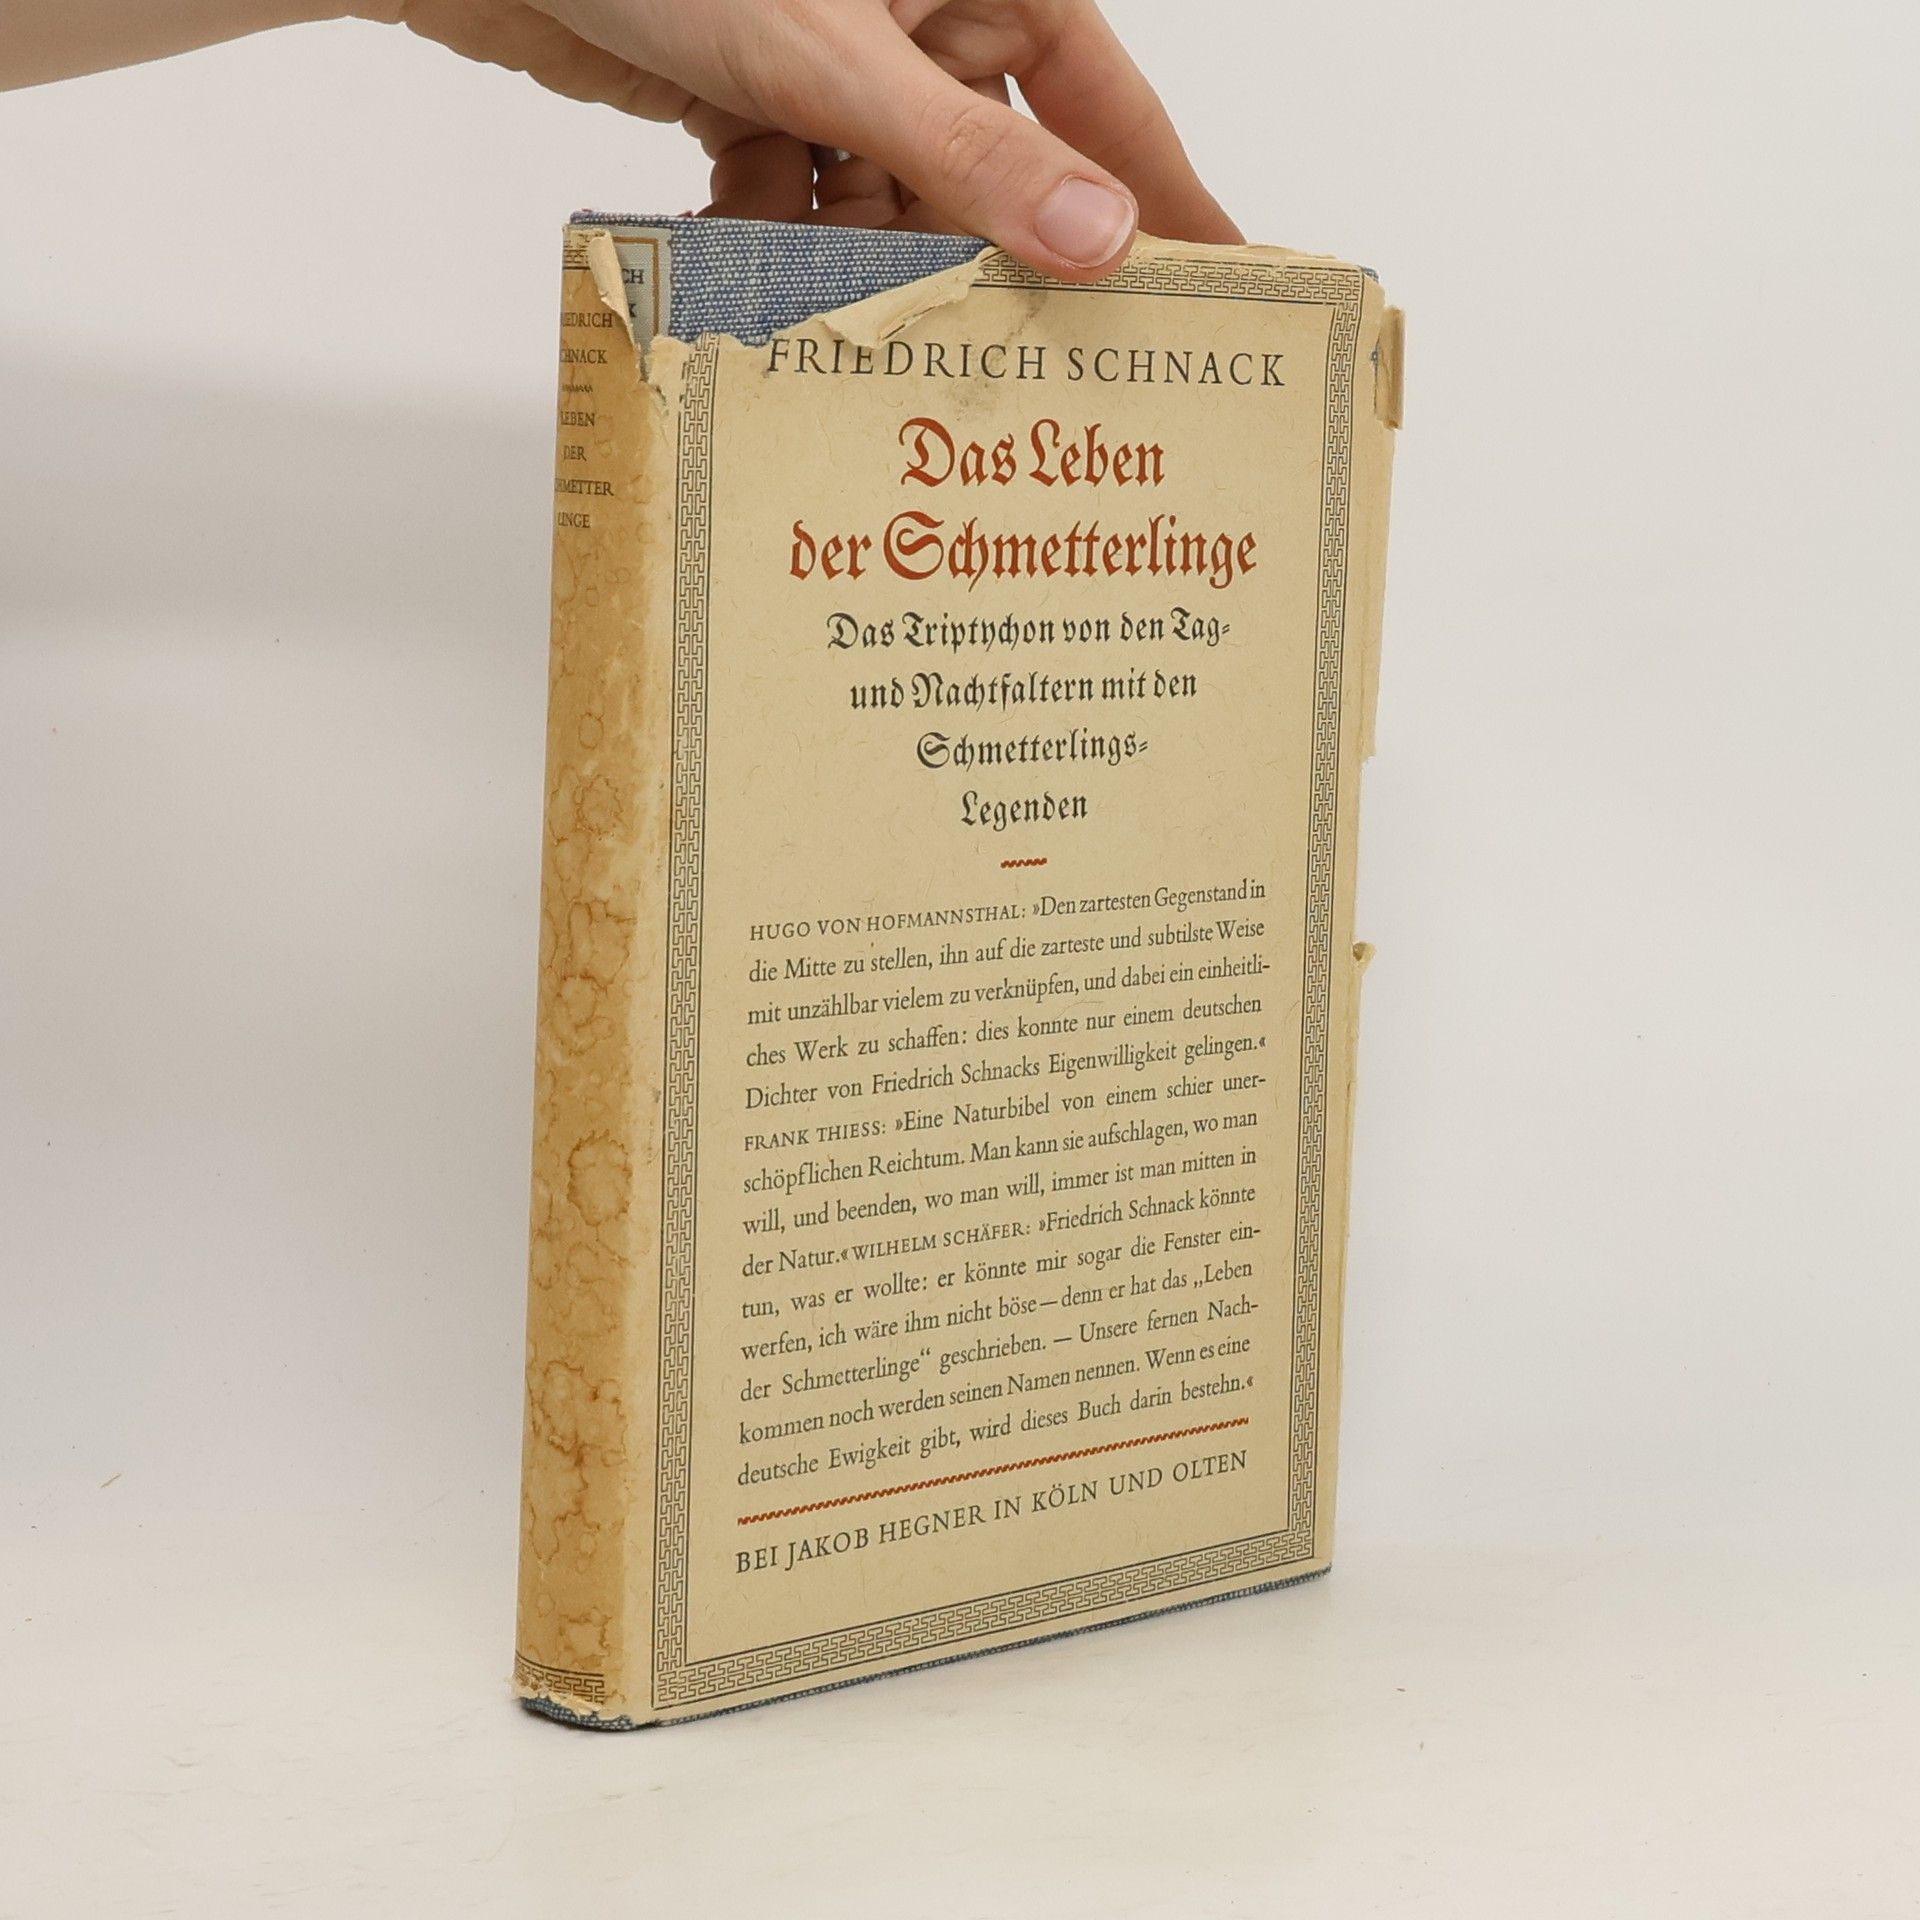 FRIEDRICH SCHNACK
Das Leben
der Schmetterlinge
Das Triptychon von den Tag-
und Nachtfaltern mit den
Schmetterlings-
Legenden
HUGO VON HOFMANNSTHAL: »Den zartesten Gegenstand in
die Mitte zu stellen, ihn auf die zarteste und subtilste Weise
mit unzählbar vielem zu verknüpfen, und dabei ein einheitli-
ches Werk zu schaffen: dies konnte nur einem deutschen
Dichter von Friedrich Schnacks Eigenwilligkeit gelingen.«
FRANK THIESS: »Eine Naturbibel von einem schier uner-
schöpflichen Reichtum. Man kann sie aufschlagen, wo man
will, und beenden, wo man will, immer ist man mitten in
der Natur.« WILHELM SCHÄFER: »Friedrich Schnack könnte
tun, was er wollte: er könnte mir sogar die Fenster ein-
werfen, ich wäre ihm nicht böse — denn er hat das „Leben
der Schmetterlinge“ geschrieben. — Unsere fernen Nach-
kommen noch werden seinen Namen nennen. Wenn es eine
deutsche Ewigkeit gibt, wird dieses Buch darin bestehn.«
BEI JAKOB HEGNER IN KÖLN UND OLTEN
IEDRICH
CHNACK
LEBEN
DER
HMETTER
LINGE
CH
K